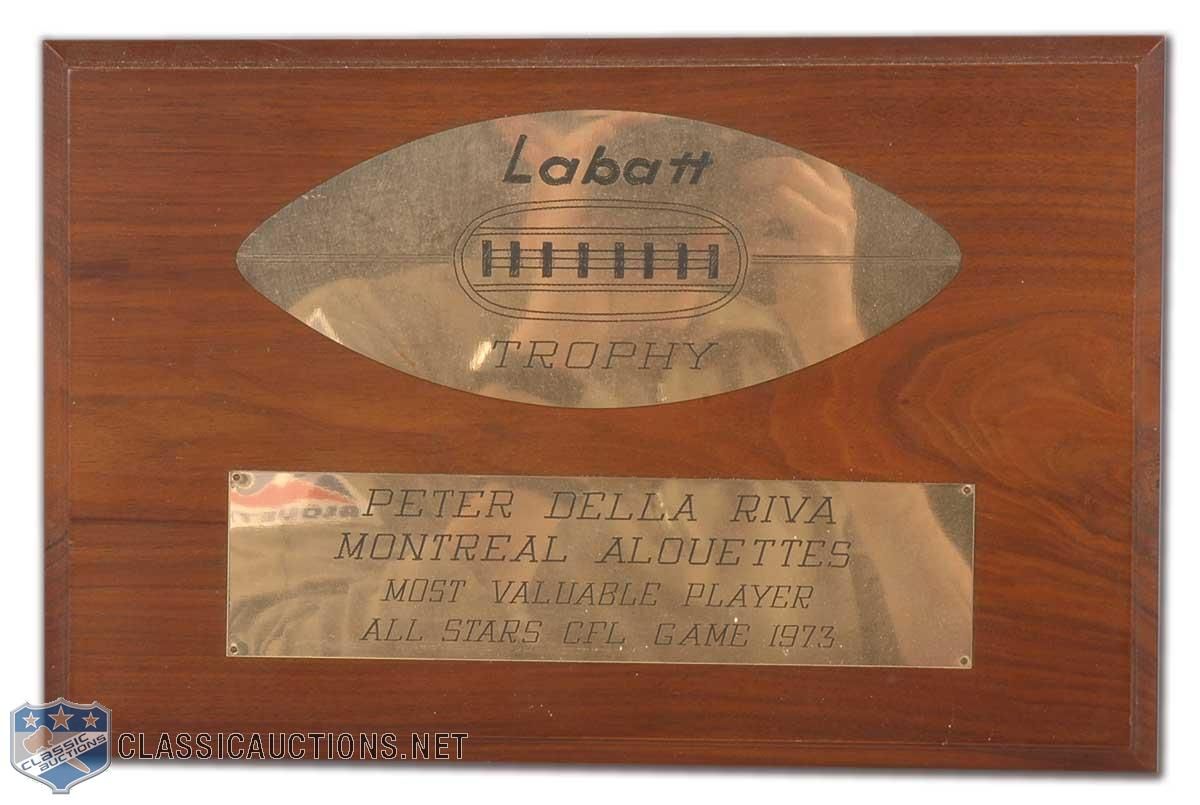 Labatt
TROPHY
PETER DELLA RIVA
MONTREAL ALOUETTES
MOST VALUABLE PLAYER
ALL STARS CFL GAME 1973
CLASSIC
AUCTIONS
CLASSICAUCTIONS.NET